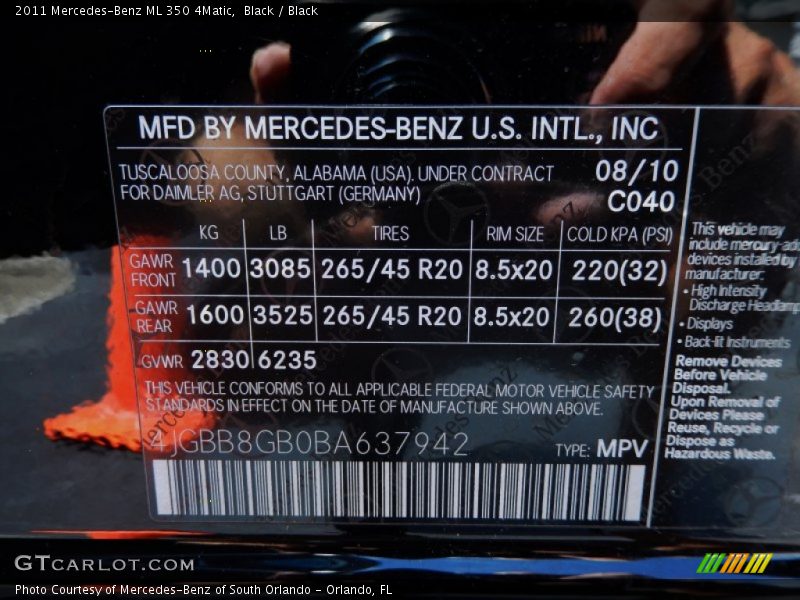 2011 Mercedes-Benz ML 350 4Matic, Black / Black
MFD BY MERCEDES-BENZ U.S. INTL., INC
TUSCALOOSA COUNTY, ALABAMA (USA). UNDER CONTRACT 08/10
FOR DAIMLER AG, STUTTGART (GERMANY) C040
KG LB TIRES RIM SIZE COLD KPA (PSI)
GAWR FRONT 1400 3085 265/45 R20 8.5x20 220(32)
GAWR REAR 1600 3525 265/45 R20 8.5x20 260(38)
GVWR 2830 6235
THIS VEHICLE CONFORMS TO ALL APPLICABLE FEDERAL MOTOR VEHICLE SAFETY
STANDARDS IN EFFECT ON THE DATE OF MANUFACTURE SHOWN ABOVE.
4JGBB8GB0BA637942 TYPE: MPV
This vehicle may
include mercury
devices installed by
manufacturer:
• High Intensity
Discharge
• Displays
• Back-lit Instruments
Remove Devices
Before Vehicle
Disposal.
Upon Removal of
Devices Please
Reuse, Recycle or
Dispose as
Hazardous Waste.
GTCARLOT.COM
Photo Courtesy of Mercedes-Benz of South Orlando - Orlando, FL